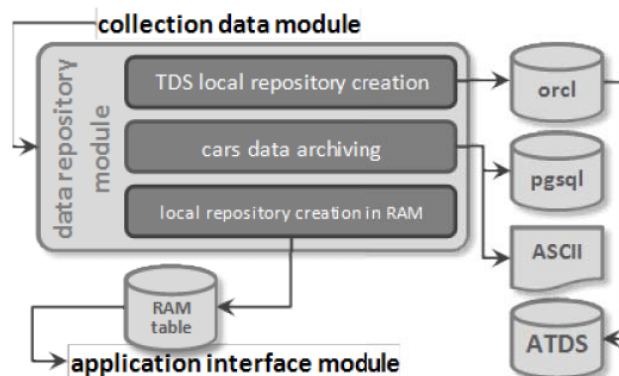 collection data module
data repository
module
TDS local repository creation
cars data archiving
local repository creation in RAM
orcl
pgsql
ASCII
ATDS
RAM
table
application interface module